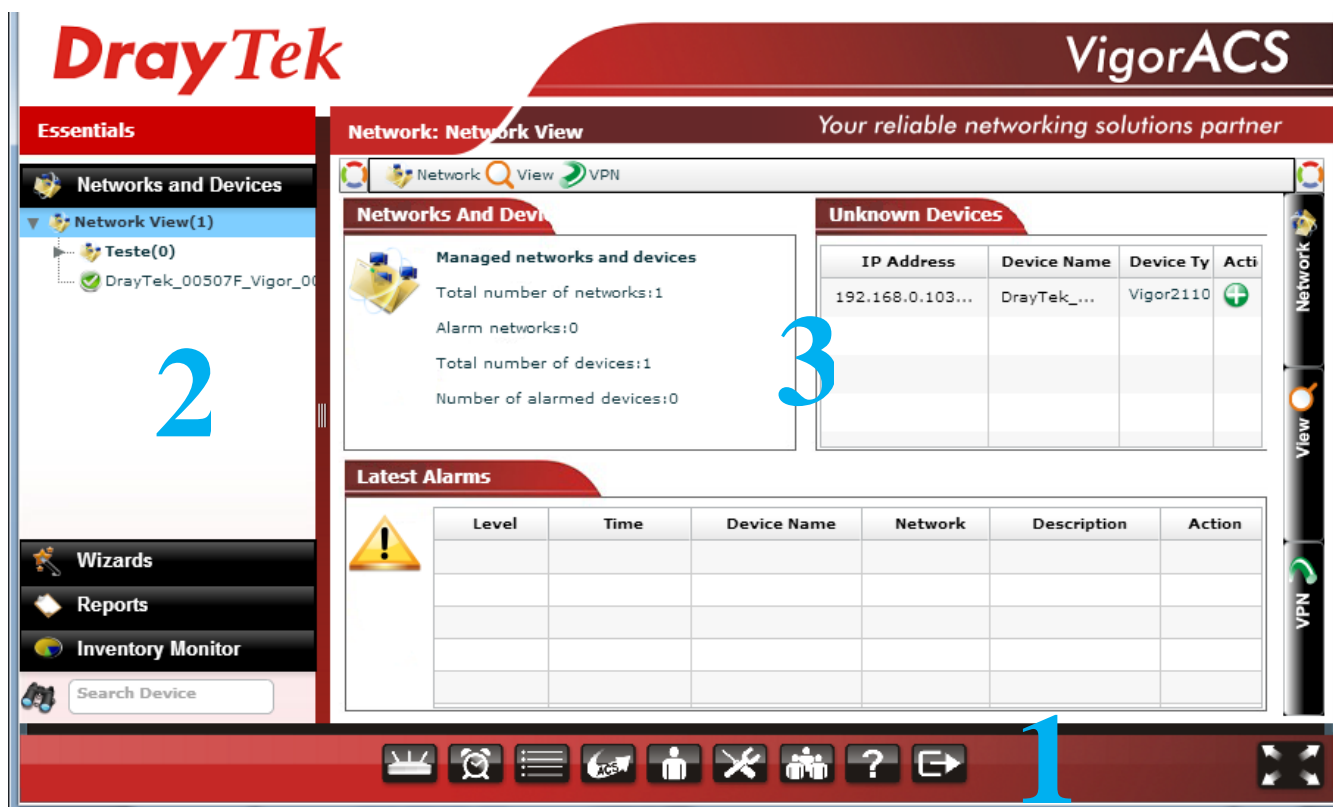 DrayTek
VigorACS
Essentials
Network: Network View
Your reliable networking solutions partner
Networks and Devices
Network View(1)
Teste(0)
DrayTek_00507F_Vigor_00
2
Wizards
Reports
Inventory Monitor
Search Device
Network View VPN
Networks And Devi
Managed networks and devices
Total number of networks:1
Alarm networks:0
Total number of devices:1
Number of alarmed devices:0
3
Unknown Devices
IP Address Device Name Device Ty Acti
192.168.0.103... DrayTek_... Vigor2110
Latest Alarms
Level Time Device Name Network Description Action
Network
View
VPN
ACS
?
1